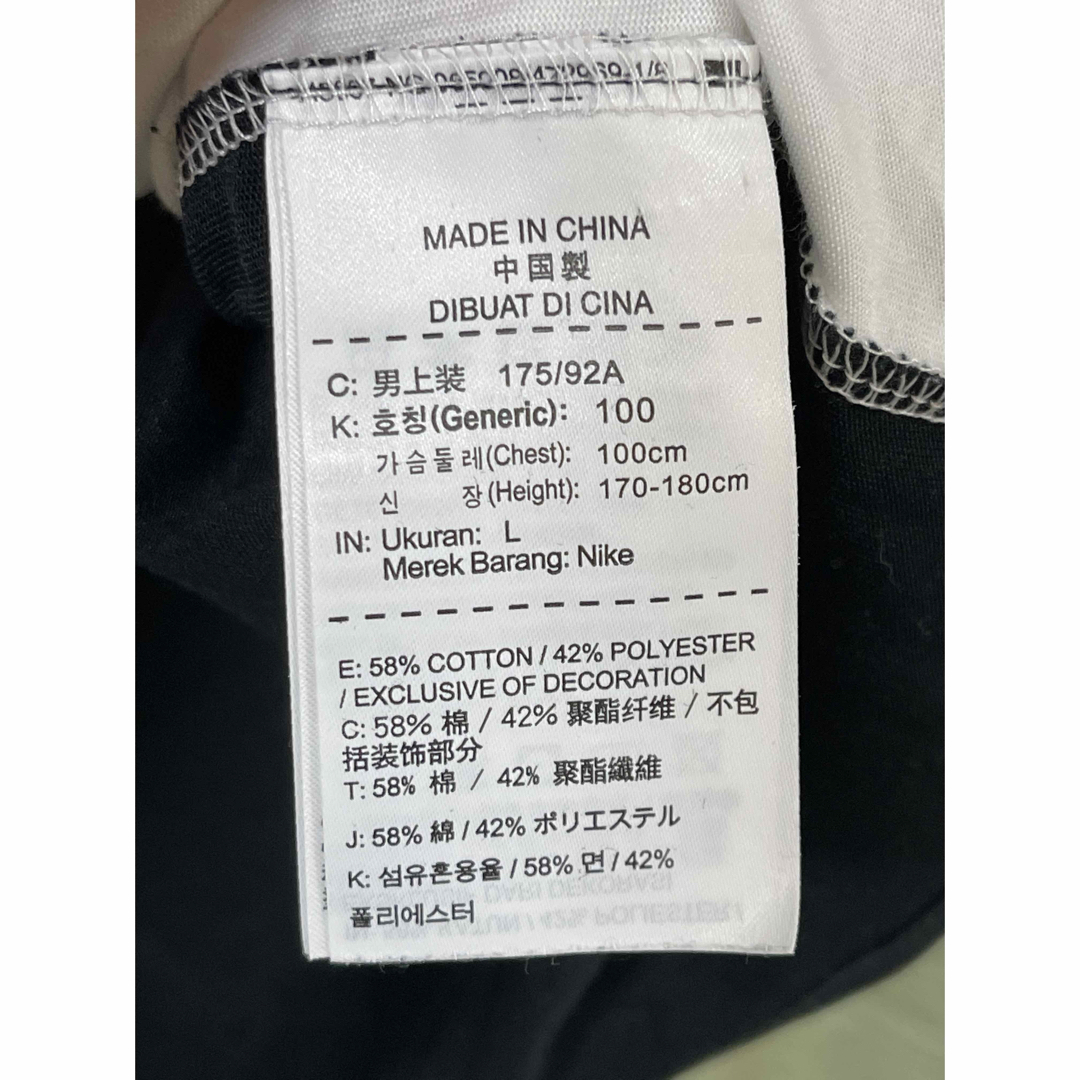 MADE IN CHINA
中国製
DIBUAT DI CINA
C: 男上装 175/92A
K: 호칭(Generic): 100
가슴둘레(Chest): 100cm
신 장(Height): 170-180cm
IN: Ukuran: L
Merek Barang: Nike
E: 58% COTTON / 42% POLYESTER
/ EXCLUSIVE OF DECORATION
C: 58% 棉 / 42% 聚酯纤维 / 不包
括装饰部分
T: 58% 棉 / 42% 聚酯纖維
J: 58% 綿 / 42% ポリエステル
K: 섬유혼용율 / 58% 면 / 42%
폴리에스터